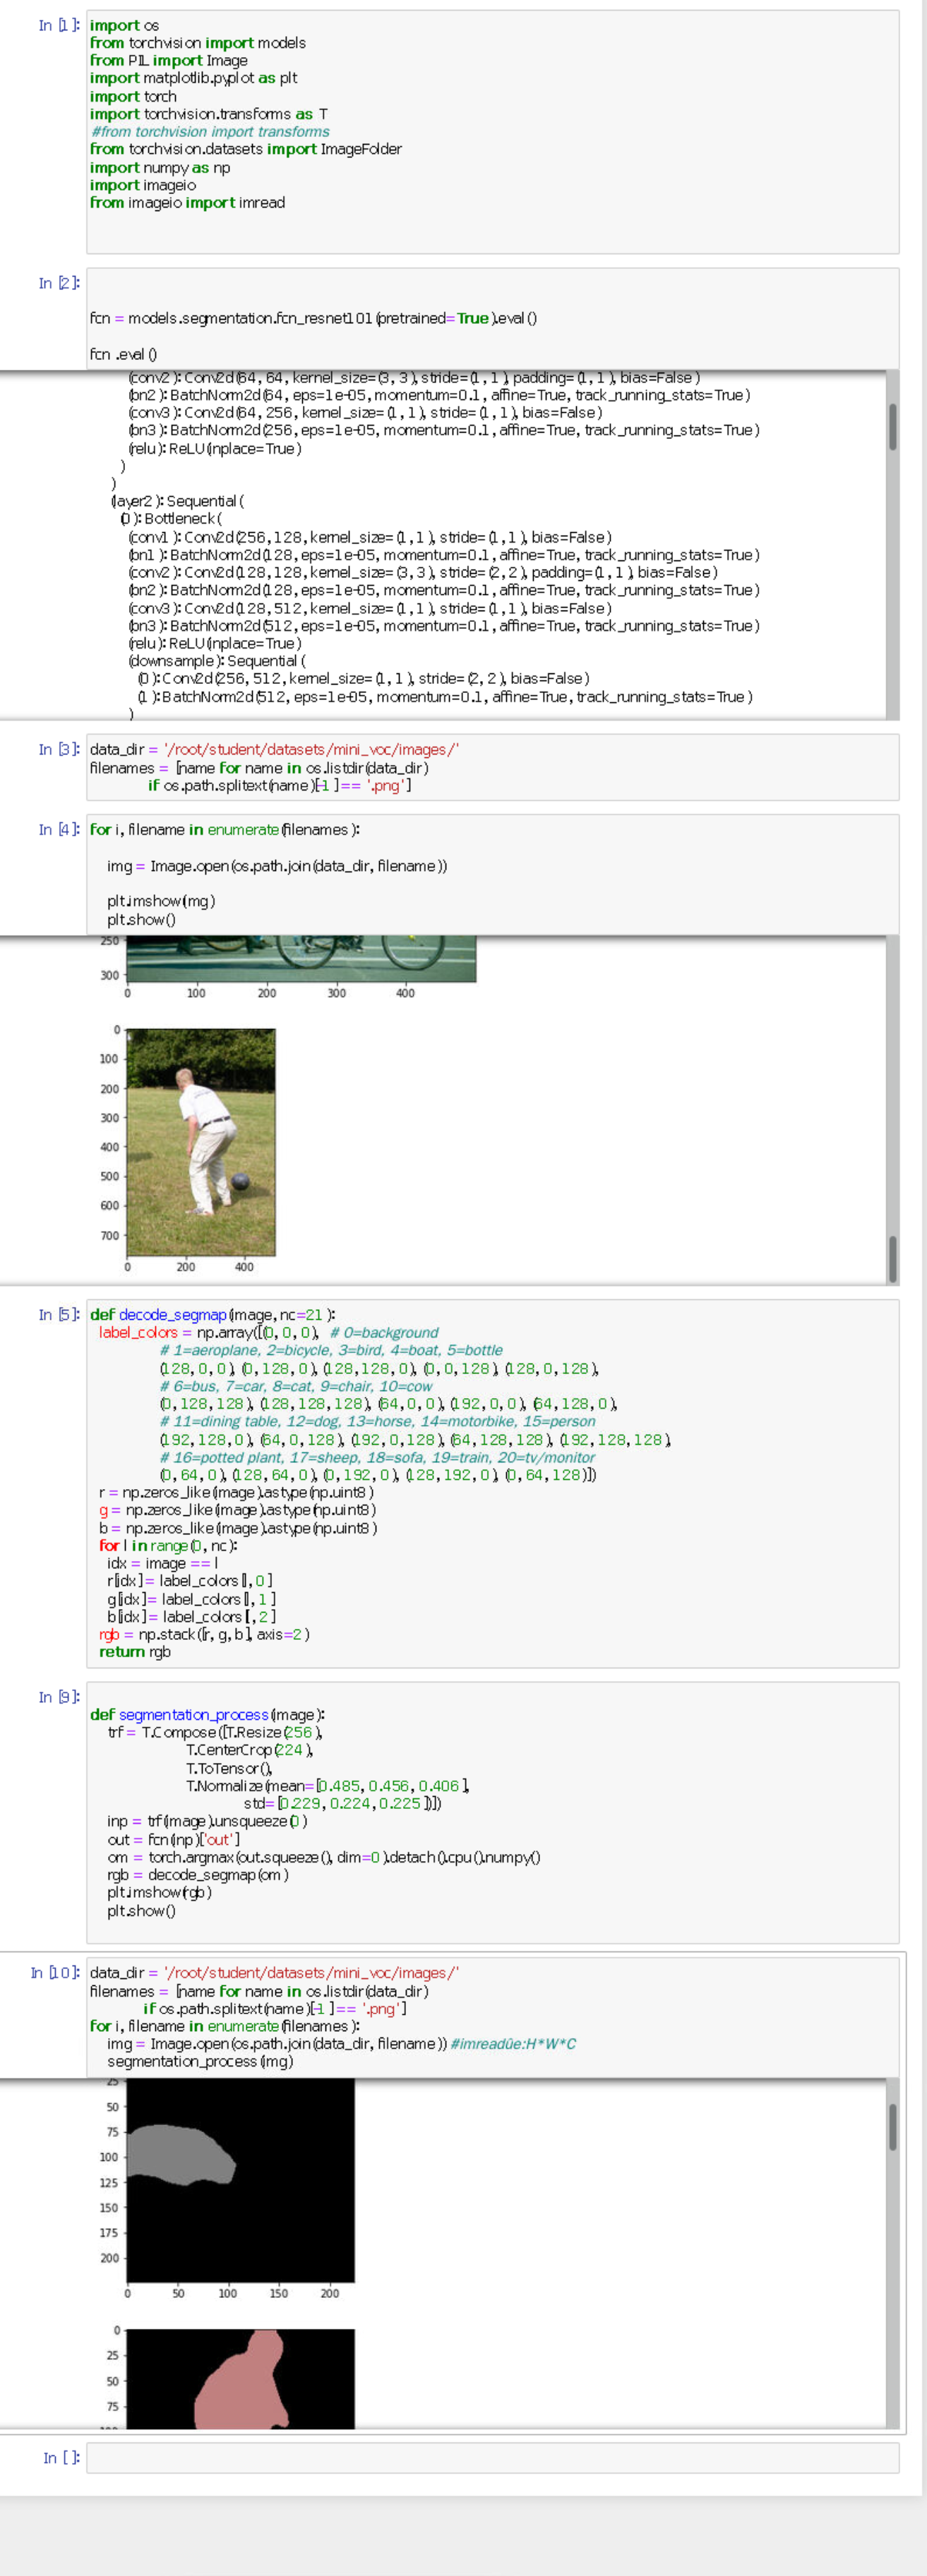 In [1]:
import os
from torchvision import models
from PIL import Image
import matplotlib.pyplot as plt
import torch
import torchvision.transforms as T
#from torchvision import transforms
from torchvision.datasets import ImageFolder
import numpy as np
import imageio
from imageio import imread
In [2]:
fcn = models.segmentation.fcn_resnet101(pretrained=True).eval()
fcn .eval()
(conv2): Conv2d(64, 64, kernel_size=(3, 3), stride=(1, 1), padding=(1, 1), bias=False)
(bn2): BatchNorm2d(64, eps=1e-05, momentum=0.1, affine=True, track_running_stats=True)
(conv3): Conv2d(64, 256, kernel_size=(1, 1), stride=(1, 1), bias=False)
(bn3): BatchNorm2d(256, eps=1e-05, momentum=0.1, affine=True, track_running_stats=True)
(relu): ReLU(inplace=True)
)
)
(layer2): Sequential(
(0): Bottleneck(
(conv1): Conv2d(256, 128, kernel_size=(1, 1), stride=(1, 1), bias=False)
(bn1): BatchNorm2d(128, eps=1e-05, momentum=0.1, affine=True, track_running_stats=True)
(conv2): Conv2d(128, 128, kernel_size=(3, 3), stride=(2, 2), padding=(1, 1), bias=False)
(bn2): BatchNorm2d(128, eps=1e-05, momentum=0.1, affine=True, track_running_stats=True)
(conv3): Conv2d(128, 512, kernel_size=(1, 1), stride=(1, 1), bias=False)
(bn3): BatchNorm2d(512, eps=1e-05, momentum=0.1, affine=True, track_running_stats=True)
(relu): ReLU(inplace=True)
(downsample): Sequential(
(0): Conv2d(256, 512, kernel_size=(1, 1), stride=(2, 2), bias=False)
(1): BatchNorm2d(512, eps=1e-05, momentum=0.1, affine=True, track_running_stats=True)
)
In [3]:
data_dir = '/root/student/datasets/mini_voc/images/'
filenames = [name for name in os.listdir(data_dir)
if os.path.splitext(name)[-1] == '.png']
In [4]:
for i, filename in enumerate(filenames):
img = Image.open(os.path.join(data_dir, filename))
plt.imshow(img)
plt.show()
250
300
0 100 200 300 400
0
100
200
300
400
500
600
700
0 200 400
In [5]:
def decode_segmap(image, nc=21):
label_colors = np.array([(0, 0, 0), # 0=background
# 1=aeroplane, 2=bicycle, 3=bird, 4=boat, 5=bottle
(128, 0, 0), (0, 128, 0), (128, 128, 0), (0, 0, 128), (128, 0, 128),
# 6=bus, 7=car, 8=cat, 9=chair, 10=cow
(0, 128, 128), (128, 128, 128), (64, 0, 0), (192, 0, 0), (64, 128, 0),
# 11=dining table, 12=dog, 13=horse, 14=motorbike, 15=person
(192, 128, 0), (64, 0, 128), (192, 0, 128), (64, 128, 128), (192, 128, 128),
# 16=potted plant, 17=sheep, 18=sofa, 19=train, 20=tv/monitor
(0, 64, 0), (128, 64, 0), (0, 192, 0), (128, 192, 0), (0, 64, 128)])
r = np.zeros_like(image).astype(np.uint8)
g = np.zeros_like(image).astype(np.uint8)
b = np.zeros_like(image).astype(np.uint8)
for l in range(0, nc):
idx = image == l
r[idx] = label_colors[l, 0]
g[idx] = label_colors[l, 1]
b[idx] = label_colors[l, 2]
rgb = np.stack([r, g, b], axis=2)
return rgb
In [9]:
def segmentation_process(image):
trf = T.Compose([T.Resize(256),
T.CenterCrop(224),
T.ToTensor(),
T.Normalize(mean=[0.485, 0.456, 0.406],
std=[0.229, 0.224, 0.225])])
inp = trf(image).unsqueeze(0)
out = fcn(inp)['out']
om = torch.argmax(out.squeeze(), dim=0).detach().cpu().numpy()
rgb = decode_segmap(om)
plt.imshow(rgb)
plt.show()
In [10]:
data_dir = '/root/student/datasets/mini_voc/images/'
filenames = [name for name in os.listdir(data_dir)
if os.path.splitext(name)[-1] == '.png']
for i, filename in enumerate(filenames):
img = Image.open(os.path.join(data_dir, filename)) #imreadûe:H*W*C
segmentation_process(img)
25
50
75
100
125
150
175
200
0 50 100 150 200
0
25
50
75
In [ ]: